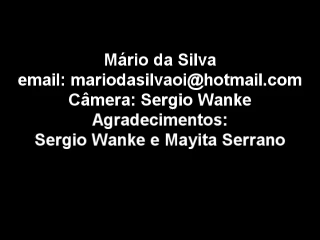 Mário da Silva
email: mariodasilvaoi@hotmail.com
Câmera: Sergio Wanke
Agradecimentos:
Sergio Wanke e Mayita Serrano